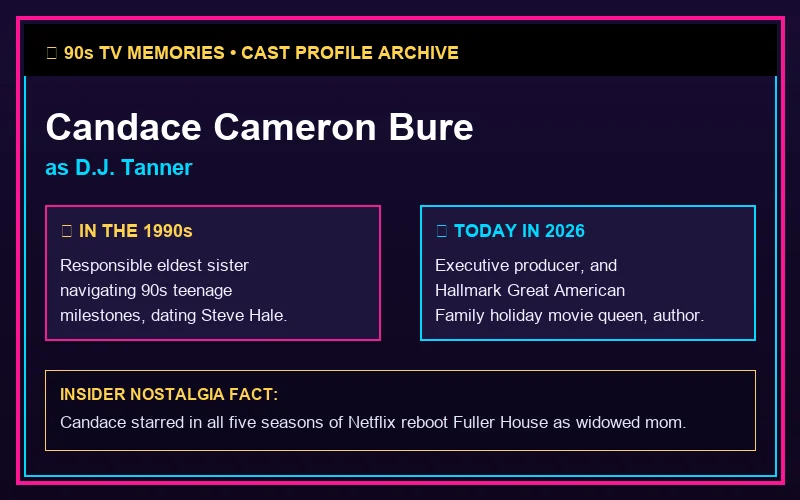 90s TV MEMORIES • CAST PROFILE ARCHIVE
Candace Cameron Bure
as D.J. Tanner
IN THE 1990s
Responsible eldest sister
navigating 90s teenage
milestones, dating Steve Hale.
TODAY IN 2026
Executive producer, and
Hallmark Great American
Family holiday movie queen, author.
INSIDER NOSTALGIA FACT:
Candace starred in all five seasons of Netflix reboot Fuller House as widowed mom.